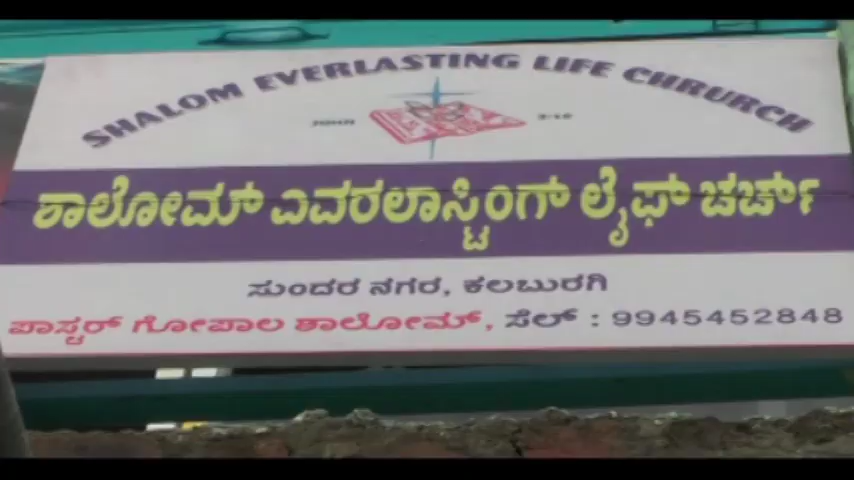 SHALOM EVERLASTING LIFE CHRURCH
JOHN 3-16
ಶಾಲೋಮ್ ಎವರಲಾಸ್ಟಿಂಗ್ ಲೈಫ್ ಚರ್ಚ್
ಸುಂದರ ನಗರ, ಕಲಬುರಗಿ
ಪಾಸ್ಟರ್ ಗೋಪಾಲ ಶಾಲೋಮ್, ಸೆಲ್ : 9945452848